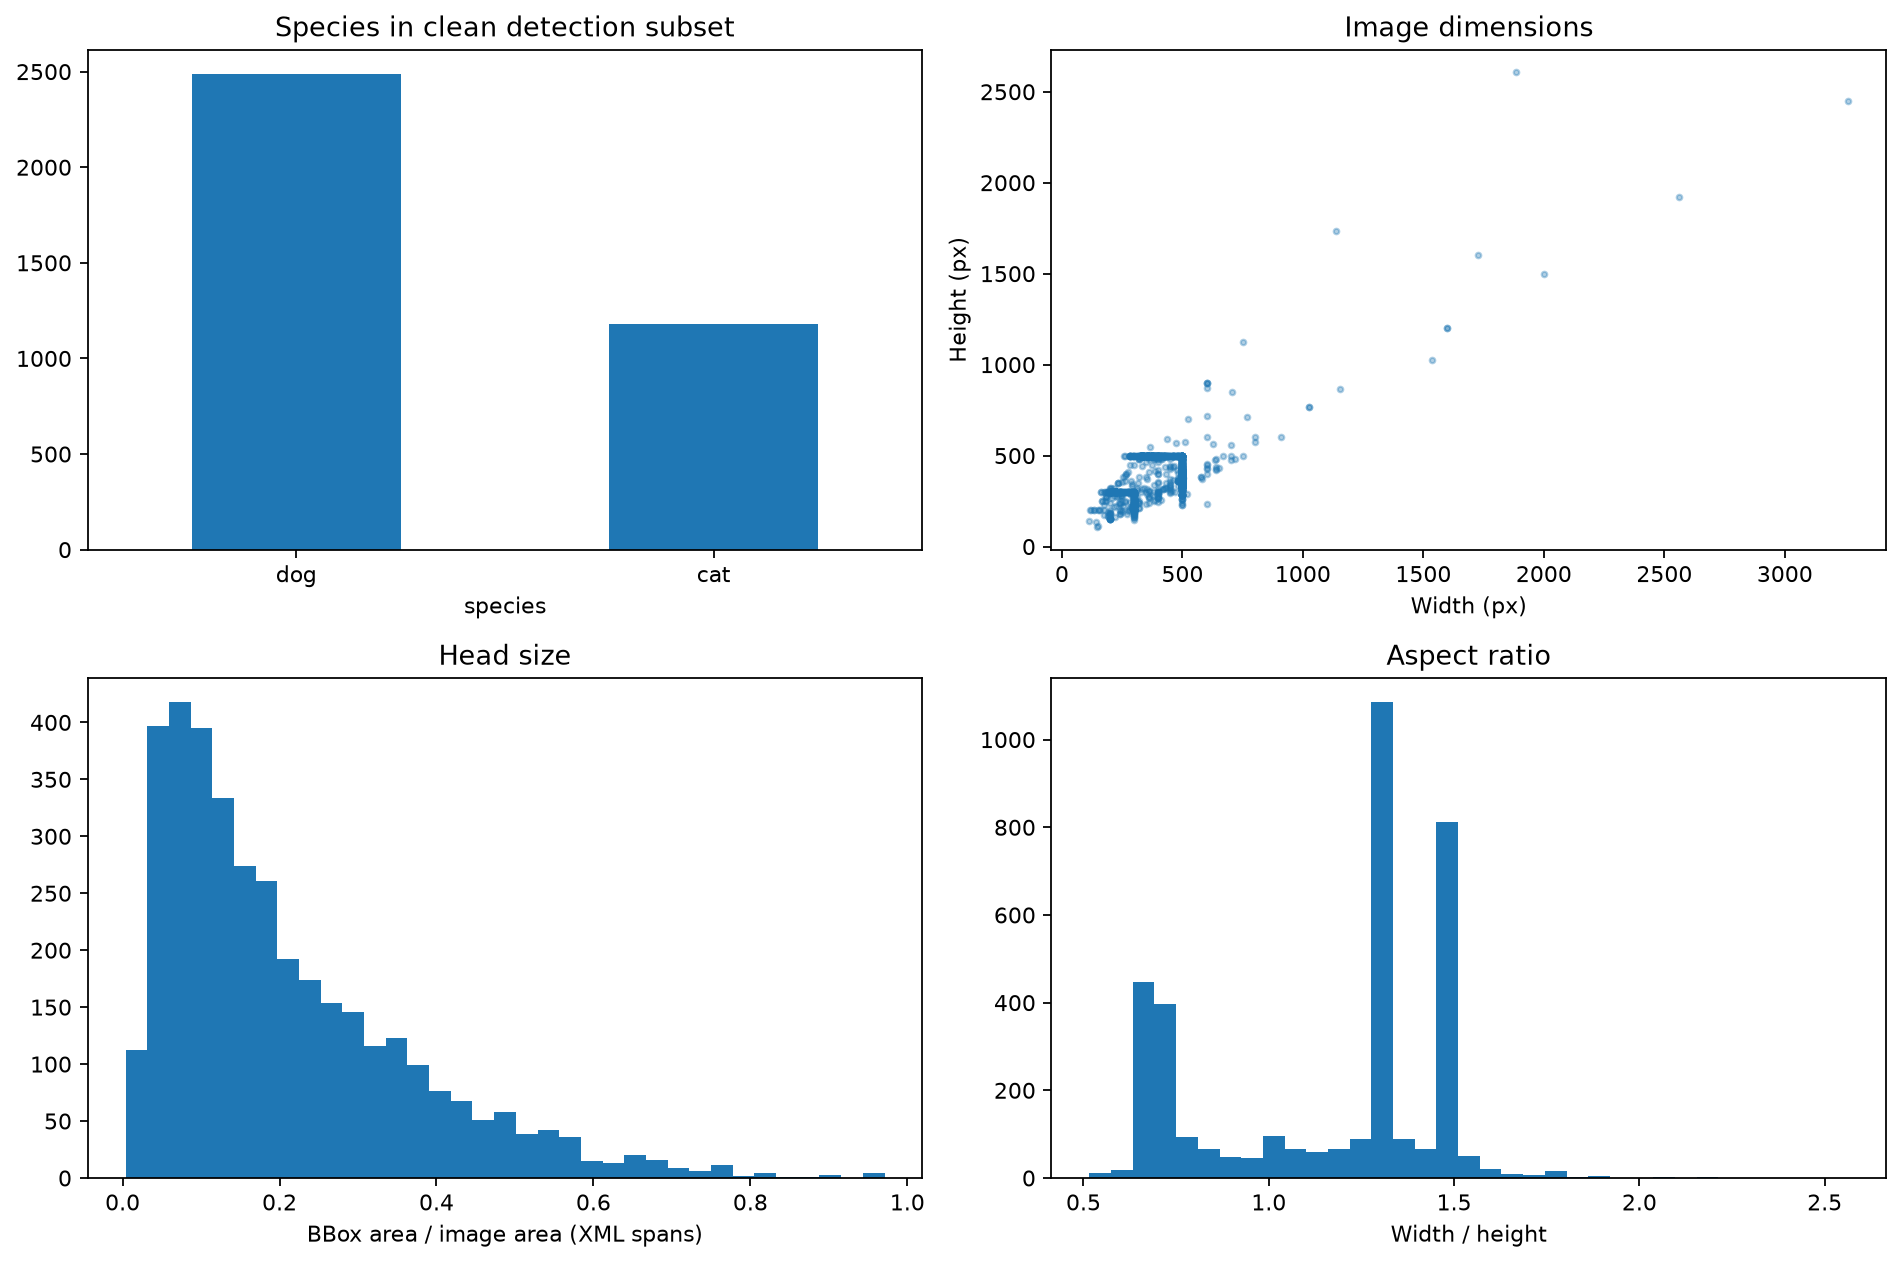 Species in clean detection subset
2500
2000
1500
1000
500
0
dog cat
species
Image dimensions
Height (px)
2500
2000
1500
1000
500
0
0 500 1000 1500 2000 2500 3000
Width (px)
Head size
400
350
300
250
200
150
100
50
0
0.0 0.2 0.4 0.6 0.8 1.0
BBox area / image area (XML spans)
Aspect ratio
1000
800
600
400
200
0
0.5 1.0 1.5 2.0 2.5
Width / height